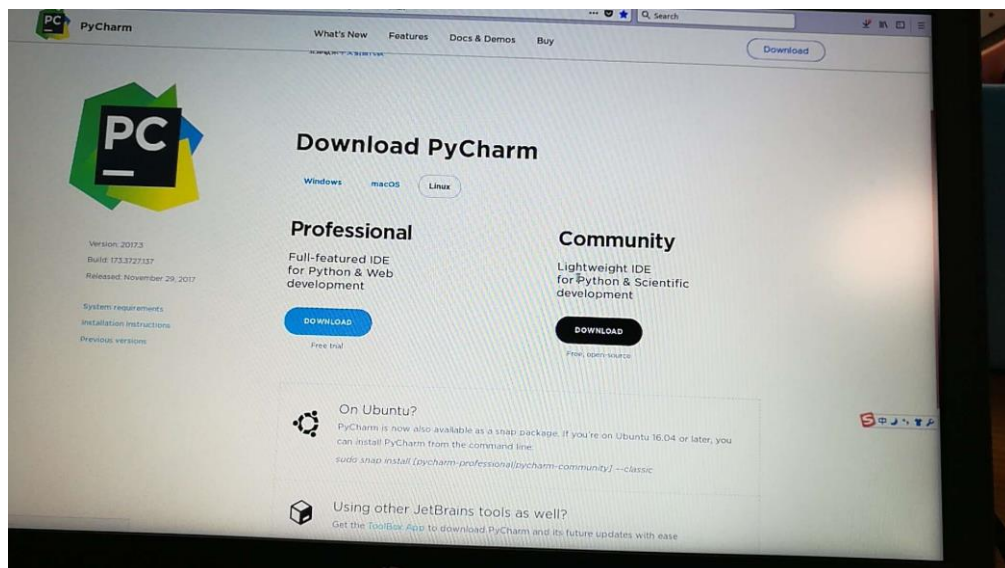 PC
PyCharm
What's New Features Docs & Demos Buy
Search
Download
PC
Download PyCharm
Windows macOS Linux
Professional
Full-featured IDE
for Python & Web
development
DOWNLOAD
Free trial
Community
Lightweight IDE
for Python & Scientific
development
DOWNLOAD
Free, open-source
Version: 2017.3
Build: 173.3727.137
Released: November 29, 2017
System requirements
Installation Instructions
Previous versions
On Ubuntu?
PyCharm is now also available as a snap package. If you're on Ubuntu 16.04 or later, you
can install PyCharm from the command line.
sudo snap install [pycharm-professional|pycharm-community] --classic
Using other JetBrains tools as well?
Get the ToolBox App to download PyCharm and its future updates with ease
S 中